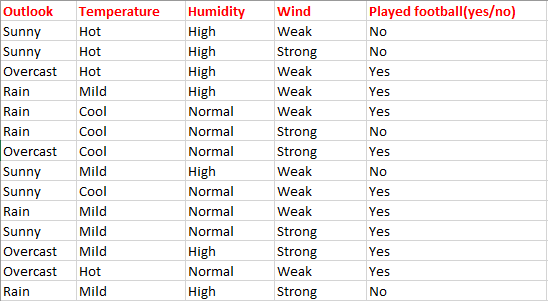 Outlook Temperature Humidity Wind Played football(yes/no)
Sunny Hot High Weak No
Sunny Hot High Strong No
Overcast Hot High Weak Yes
Rain Mild High Weak Yes
Rain Cool Normal Weak Yes
Rain Cool Normal Strong No
Overcast Cool Normal Strong Yes
Sunny Mild High Weak No
Sunny Cool Normal Weak Yes
Rain Mild Normal Weak Yes
Sunny Mild Normal Strong Yes
Overcast Mild High Strong Yes
Overcast Hot Normal Weak Yes
Rain Mild High Strong No